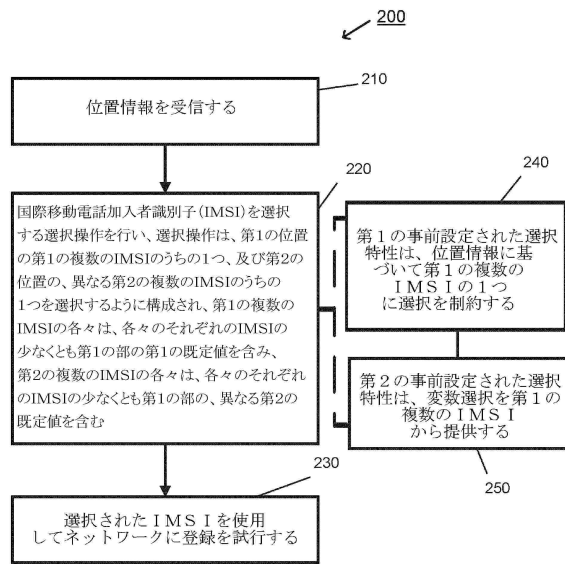 200
210
位置情報を受信する
220
国際移動電話加入者識別子(IMSI)を選択
する選択操作を行い、選択操作は、第1の位置
の第1の複数のIMSIのうちの1つ、及び第2の
位置の、異なる第2の複数のIMSIのうちの
1つを選択するように構成され、第1の複数の
IMSIの各々は、各々のそれぞれのIMSIの
少なくとも第1の部の第1の既定値を含み、
第2の複数のIMSIの各々は、各々のそれぞれ
のIMSIの少なくとも第1の部の、異なる第2の
既定値を含む
240
第1の事前設定された選択
特性は、位置情報に基
づいて第1の複数の
ＩＭＳＩの1つ
に選択を制約する
第2の事前設定された選択
特性は、変数選択を第1の
複数のＩＭＳＩ
から提供する
250
230
選択されたＩＭＳＩを使用
してネットワークに登録を試行する